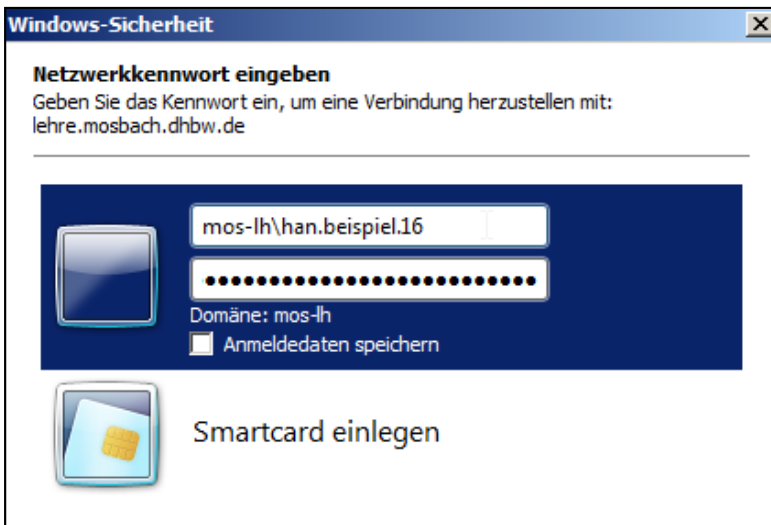 Windows-Sicherheit
Netzwerkkennwort eingeben
Geben Sie das Kennwort ein, um eine Verbindung herzustellen mit:
lehre.mosbach.dhbw.de
mos-lh\han.beispiel.16
●●●●●●●●●●●●●●●●●●●●●●●●●●
Domäne: mos-lh
Anmeldedaten speichern
Smartcard einlegen